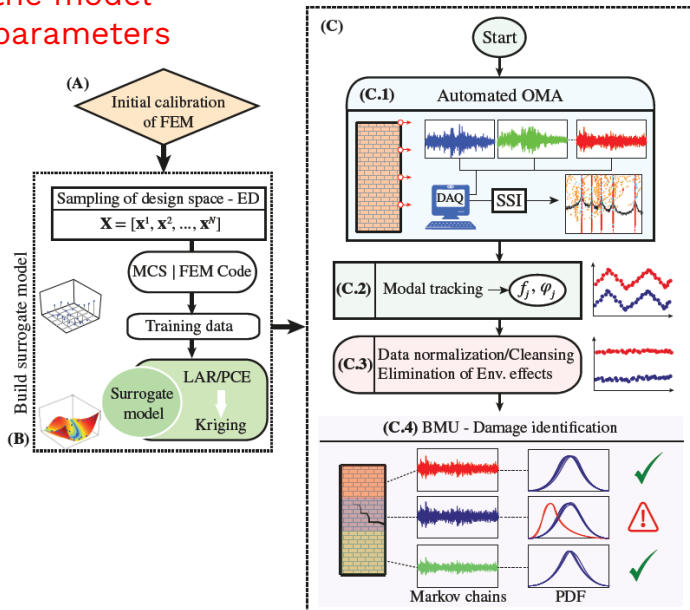 the model
parameters
(A)
Initial calibration
of FEM
Build surrogate model
(B)
Sampling of design space - ED
X = [x¹, x², ..., xᴺ]
MCS | FEM Code
Training data
Surrogate
model
LAR/PCE
Kriging
(C)
Start
(C.1)
Automated OMA
DAQ
SSI
(C.2)
Modal tracking
fⱼ, φⱼ
(C.3)
Data normalization/Cleansing
Elimination of Env. effects
(C.4) BMU - Damage identification
Markov chains
PDF